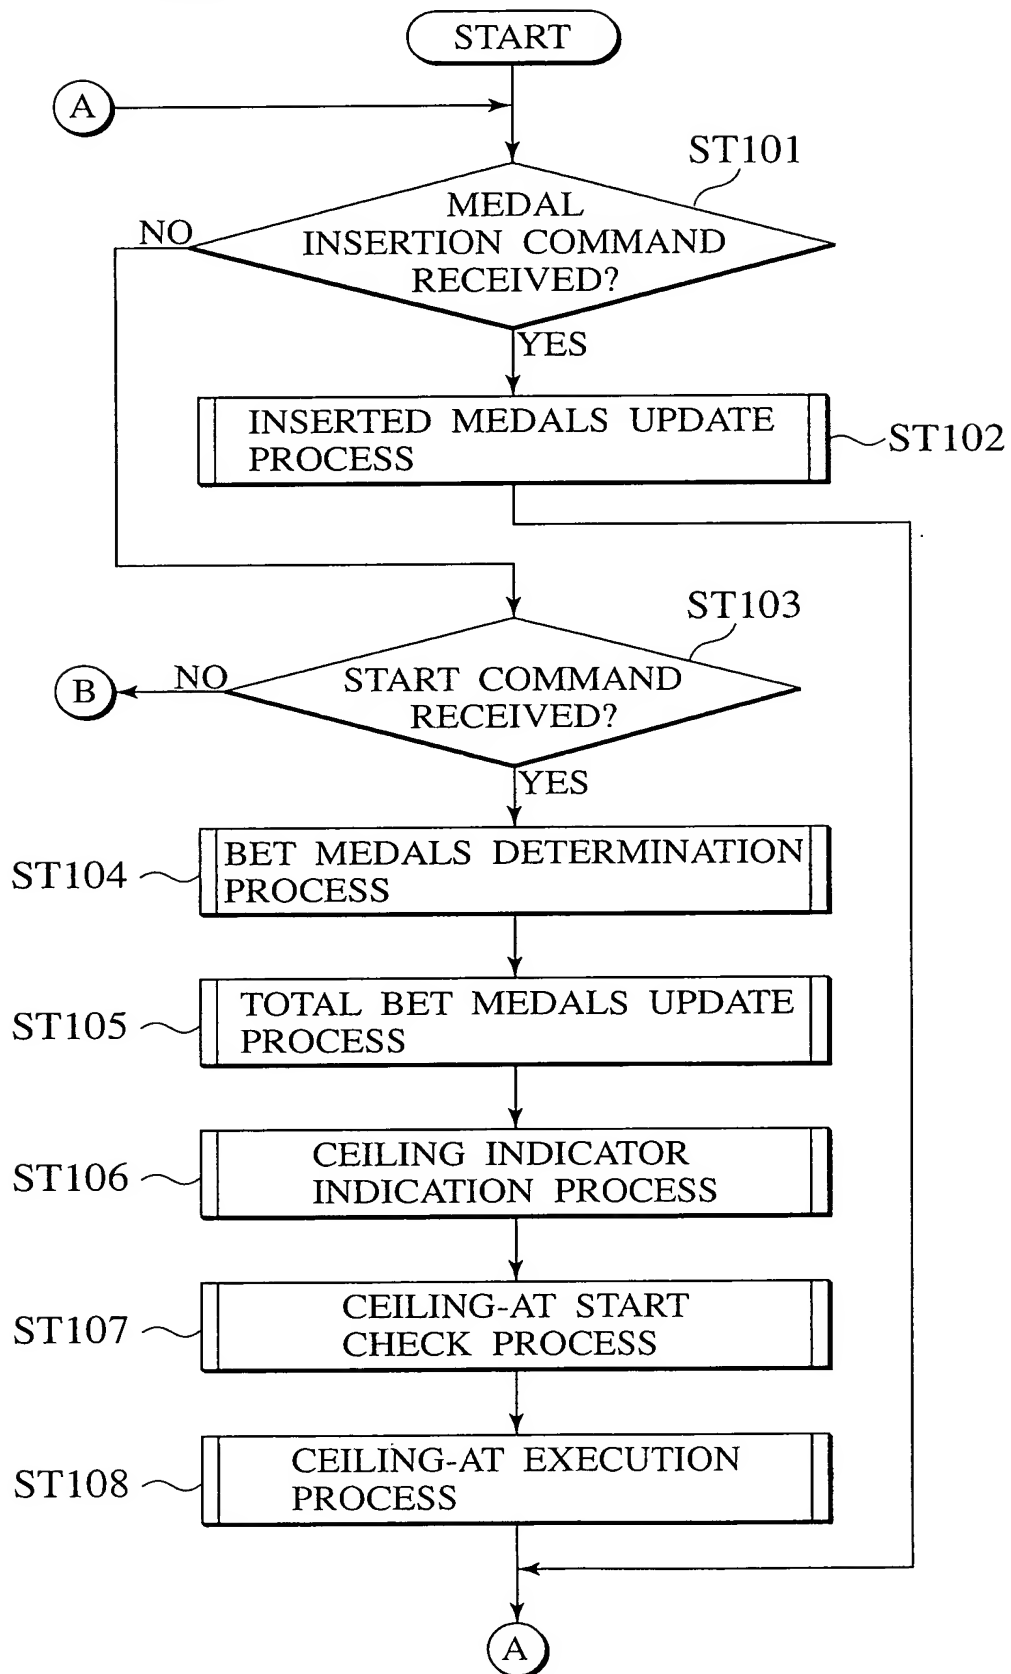 START
A
ST101
MEDAL
INSERTION COMMAND
RECEIVED?
NO
YES
INSERTED MEDALS UPDATE
PROCESS
ST102
ST103
START COMMAND
RECEIVED?
NO
B
YES
ST104
BET MEDALS DETERMINATION
PROCESS
ST105
TOTAL BET MEDALS UPDATE
PROCESS
ST106
CEILING INDICATOR
INDICATION PROCESS
ST107
CEILING-AT START
CHECK PROCESS
ST108
CEILING-AT EXECUTION
PROCESS
A